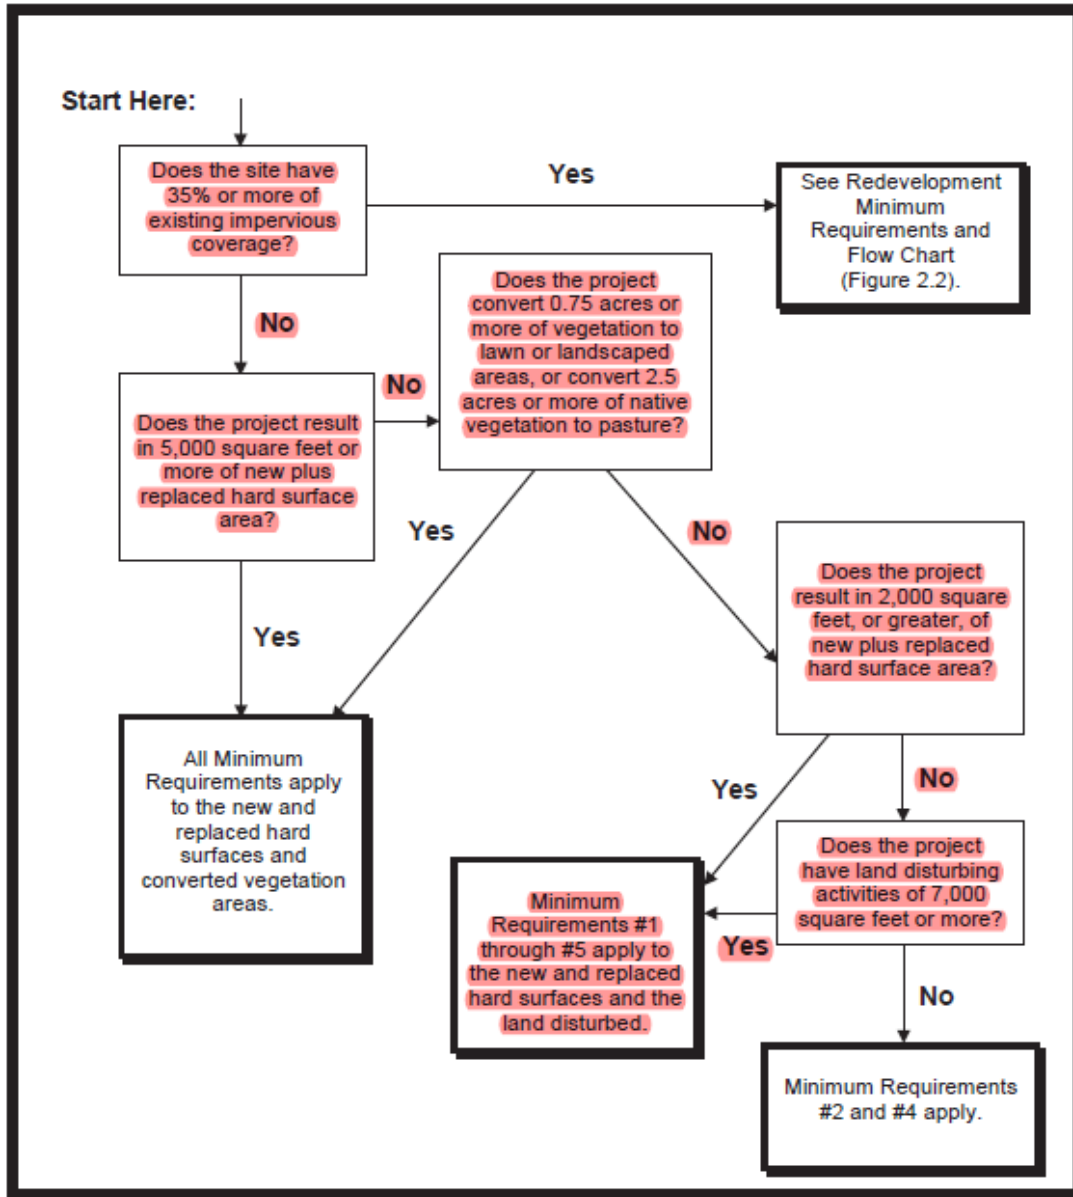 Start Here:
Does the site have
35% or more of
existing impervious
coverage?
Yes
See Redevelopment
Minimum
Requirements and
Flow Chart
(Figure 2.2).
No
Does the project
convert 0.75 acres or
more of vegetation to
lawn or landscaped
areas, or convert 2.5
acres or more of native
vegetation to pasture?
No
Does the project result
in 5,000 square feet or
more of new plus
replaced hard surface
area?
Yes
No
Does the project
result in 2,000 square
feet, or greater, of
new plus replaced
hard surface area?
Yes
All Minimum
Requirements apply
to the new and
replaced hard
surfaces and
converted vegetation
areas.
Yes
No
Does the project
have land disturbing
activities of 7,000
square feet or more?
Minimum
Requirements #1
through #5 apply to
the new and replaced
hard surfaces and the
land disturbed.
Yes
No
Minimum Requirements
#2 and #4 apply.